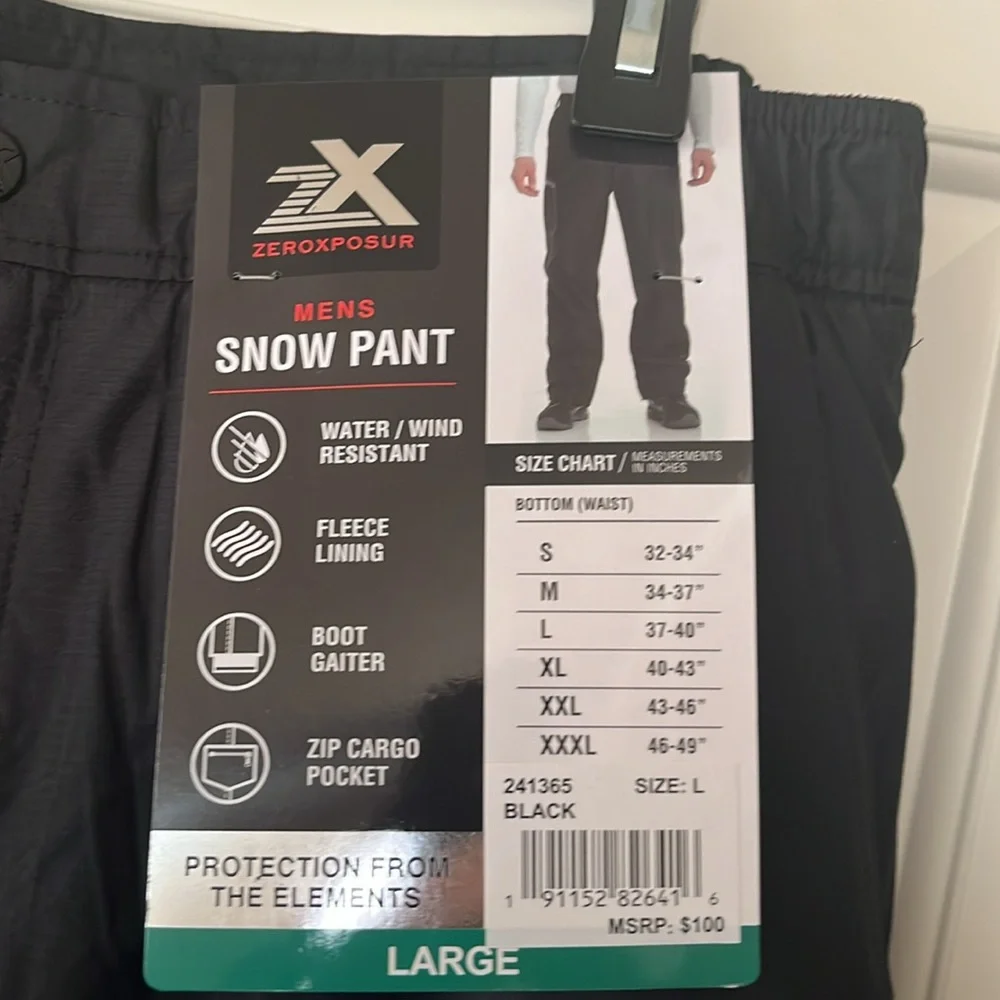 ZX
ZEROXPOSUR
MENS
SNOW PANT
WATER / WIND
RESISTANT
FLEECE
LINING
BOOT
GAITER
ZIP CARGO
POCKET
PROTECTION FROM
THE ELEMENTS
SIZE CHART / MEASUREMENTS
IN INCHES
BOTTOM (WAIST)
S 32-34"
M 34-37"
L 37-40"
XL 40-43"
XXL 43-46"
XXXL 46-49"
241365 SIZE: L
BLACK
1 91152 82641 6
MSRP: $100
LARGE